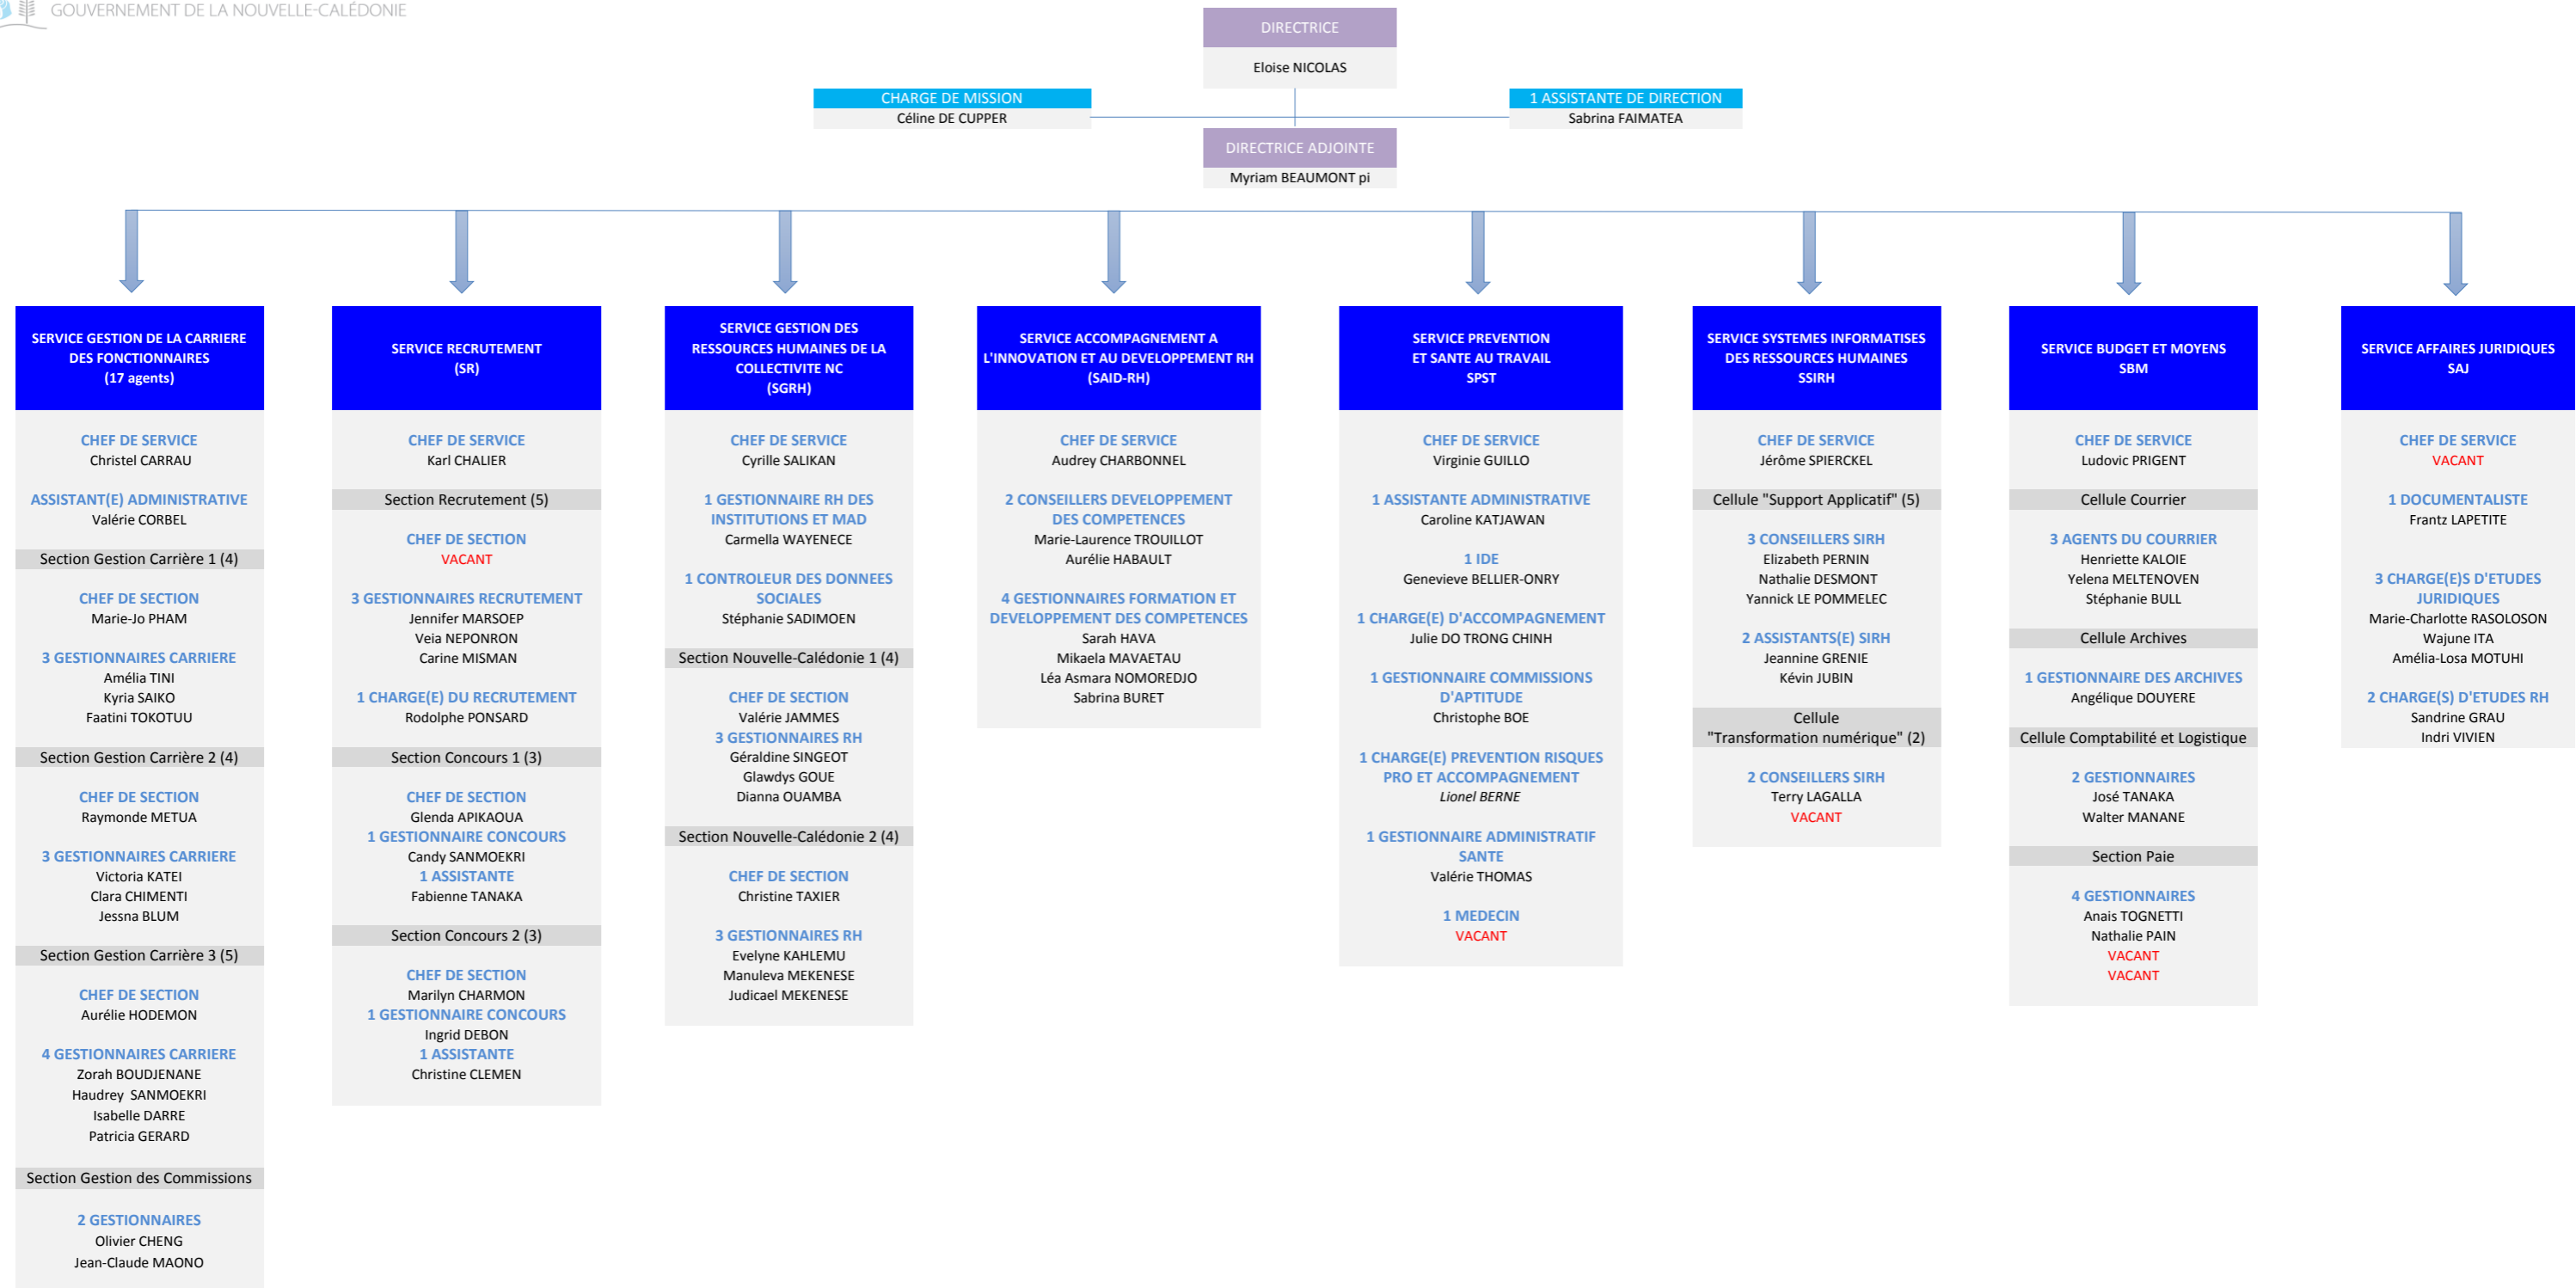 GOUVERNEMENT DE LA NOUVELLE-CALÉDONIE
DIRECTRICE
Eloise NICOLAS
CHARGE DE MISSION
Céline DE CUPPER
1 ASSISTANTE DE DIRECTION
Sabrina FAIMATEA
DIRECTRICE ADJOINTE
Myriam BEAUMONT pi
SERVICE GESTION DE LA CARRIERE
DES FONCTIONNAIRES
(17 agents)
CHEF DE SERVICE
Christel CARRAU
ASSISTANT(E) ADMINISTRATIVE
Valérie CORBEL
Section Gestion Carrière 1 (4)
CHEF DE SECTION
Marie-Jo PHAM
3 GESTIONNAIRES CARRIERE
Amélia TINI
Kyria SAIKO
Faatini TOKOTUU
Section Gestion Carrière 2 (4)
CHEF DE SECTION
Raymonde METUA
3 GESTIONNAIRES CARRIERE
Victoria KATEI
Clara CHIMENTI
Jessna BLUM
Section Gestion Carrière 3 (5)
CHEF DE SECTION
Aurélie HODEMON
4 GESTIONNAIRES CARRIERE
Zorah BOUDJENANE
Haudrey  SANMOEKRI
Isabelle DARRE
Patricia GERARD
Section Gestion des Commissions
2 GESTIONNAIRES
Olivier CHENG
Jean-Claude MAONO
SERVICE RECRUTEMENT
(SR)
CHEF DE SERVICE
Karl CHALIER
Section Recrutement (5)
CHEF DE SECTION
VACANT
3 GESTIONNAIRES RECRUTEMENT
Jennifer MARSOEP
Veia NEPONRON
Carine MISMAN
1 CHARGE(E) DU RECRUTEMENT
Rodolphe PONSARD
Section Concours 1 (3)
CHEF DE SECTION
Glenda APIKAOUA
1 GESTIONNAIRE CONCOURS
Candy SANMOEKRI
1 ASSISTANTE
Fabienne TANAKA
Section Concours 2 (3)
CHEF DE SECTION
Marilyn CHARMON
1 GESTIONNAIRE CONCOURS
Ingrid DEBON
1 ASSISTANTE
Christine CLEMEN
SERVICE GESTION DES
RESSOURCES HUMAINES DE LA
COLLECTIVITE NC
(SGRH)
CHEF DE SERVICE
Cyrille SALIKAN
1 GESTIONNAIRE RH DES
INSTITUTIONS ET MAD
Carmella WAYENECE
1 CONTROLEUR DES DONNEES
SOCIALES
Stéphanie SADIMOEN
Section Nouvelle-Calédonie 1 (4)
CHEF DE SECTION
Valérie JAMMES
3 GESTIONNAIRES RH
Géraldine SINGEOT
Glawdys GOUE
Dianna OUAMBA
Section Nouvelle-Calédonie 2 (4)
CHEF DE SECTION
Christine TAXIER
3 GESTIONNAIRES RH
Evelyne KAHLEMU
Manuleva MEKENESE
Judicael MEKENESE
SERVICE ACCOMPAGNEMENT A
L'INNOVATION ET AU DEVELOPPEMENT RH
(SAID-RH)
CHEF DE SERVICE
Audrey CHARBONNEL
2 CONSEILLERS DEVELOPPEMENT
DES COMPETENCES
Marie-Laurence TROUILLOT
Aurélie HABAULT
4 GESTIONNAIRES FORMATION ET
DEVELOPPEMENT DES COMPETENCES
Sarah HAVA
Mikaela MAVAETAU
Léa Asmara NOMOREDJO
Sabrina BURET
SERVICE PREVENTION
ET SANTE AU TRAVAIL
SPST
CHEF DE SERVICE
Virginie GUILLO
1 ASSISTANTE ADMINISTRATIVE
Caroline KATJAWAN
1 IDE
Genevieve BELLIER-ONRY
1 CHARGE(E) D'ACCOMPAGNEMENT
Julie DO TRONG CHINH
1 GESTIONNAIRE COMMISSIONS
D'APTITUDE
Christophe BOE
1 CHARGE(E) PREVENTION RISQUES
PRO ET ACCOMPAGNEMENT
Lionel BERNE
1 GESTIONNAIRE ADMINISTRATIF
SANTE
Valérie THOMAS
1 MEDECIN
VACANT
SERVICE SYSTEMES INFORMATISES
DES RESSOURCES HUMAINES
SSIRH
CHEF DE SERVICE
Jérôme SPIERCKEL
Cellule "Support Applicatif" (5)
3 CONSEILLERS SIRH
Elizabeth PERNIN
Nathalie DESMONT
Yannick LE POMMELEC
2 ASSISTANTS(E) SIRH
Jeannine GRENIE
Kévin JUBIN
Cellule
"Transformation numérique" (2)
2 CONSEILLERS SIRH
Terry LAGALLA
VACANT
SERVICE BUDGET ET MOYENS
SBM
CHEF DE SERVICE
Ludovic PRIGENT
Cellule Courrier
3 AGENTS DU COURRIER
Henriette KALOIE
Yelena MELTENOVEN
Stéphanie BULL
Cellule Archives
1 GESTIONNAIRE DES ARCHIVES
Angélique DOUYERE
Cellule Comptabilité et Logistique
2 GESTIONNAIRES
José TANAKA
Walter MANANE
Section Paie
4 GESTIONNAIRES
Anais TOGNETTI
Nathalie PAIN
VACANT
VACANT
SERVICE AFFAIRES JURIDIQUES
SAJ
CHEF DE SERVICE
VACANT
1 DOCUMENTALISTE
Frantz LAPETITE
3 CHARGE(E)S D'ETUDES
JURIDIQUES
Marie-Charlotte RASOLOSON
Wajune ITA
Amélia-Losa MOTUHI
2 CHARGE(S) D'ETUDES RH
Sandrine GRAU
Indri VIVIEN